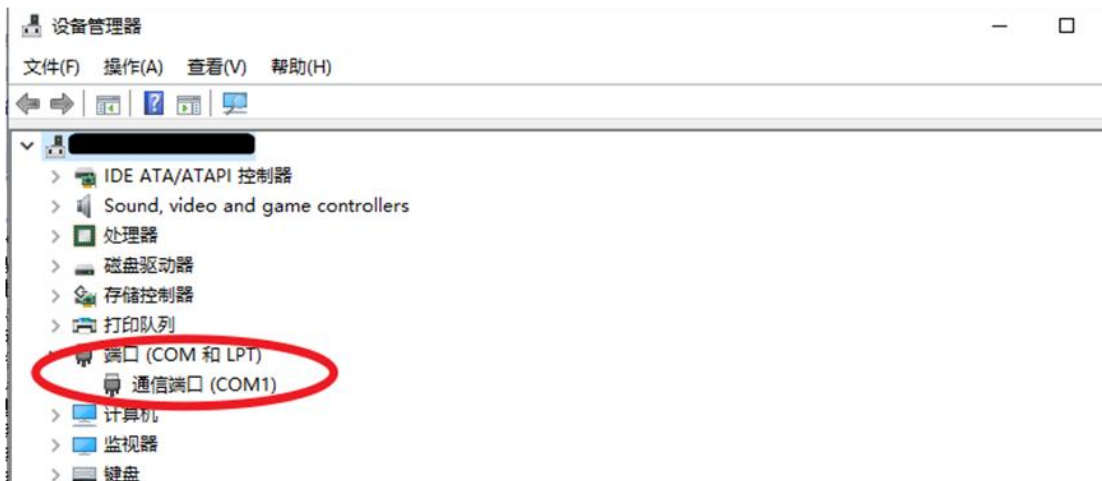 设备管理器
文件(F) 操作(A) 查看(V) 帮助(H)
IDE ATA/ATAPI 控制器
Sound, video and game controllers
处理器
磁盘驱动器
存储控制器
打印队列
端口 (COM 和 LPT)
通信端口 (COM1)
计算机
监视器
键盘